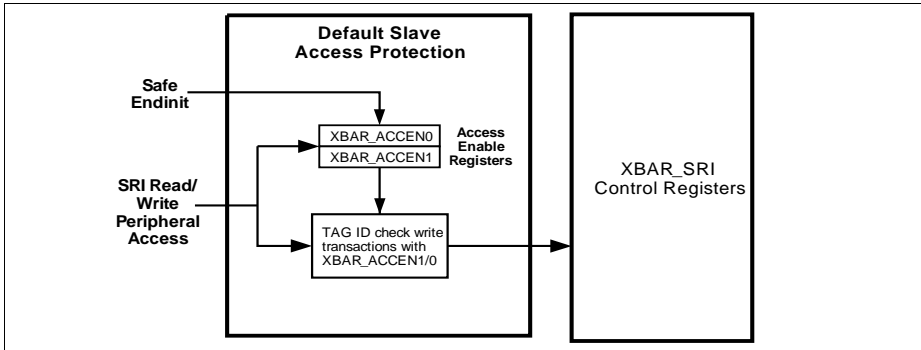 Default Slave
Access Protection
Safe
Endinit
XBAR_ACCEN0
XBAR_ACCEN1
Access
Enable
Registers
SRI Read/
Write
Peripheral
Access
TAG ID check write
transactions with
XBAR_ACCEN1/0
XBAR_SRI
Control Registers